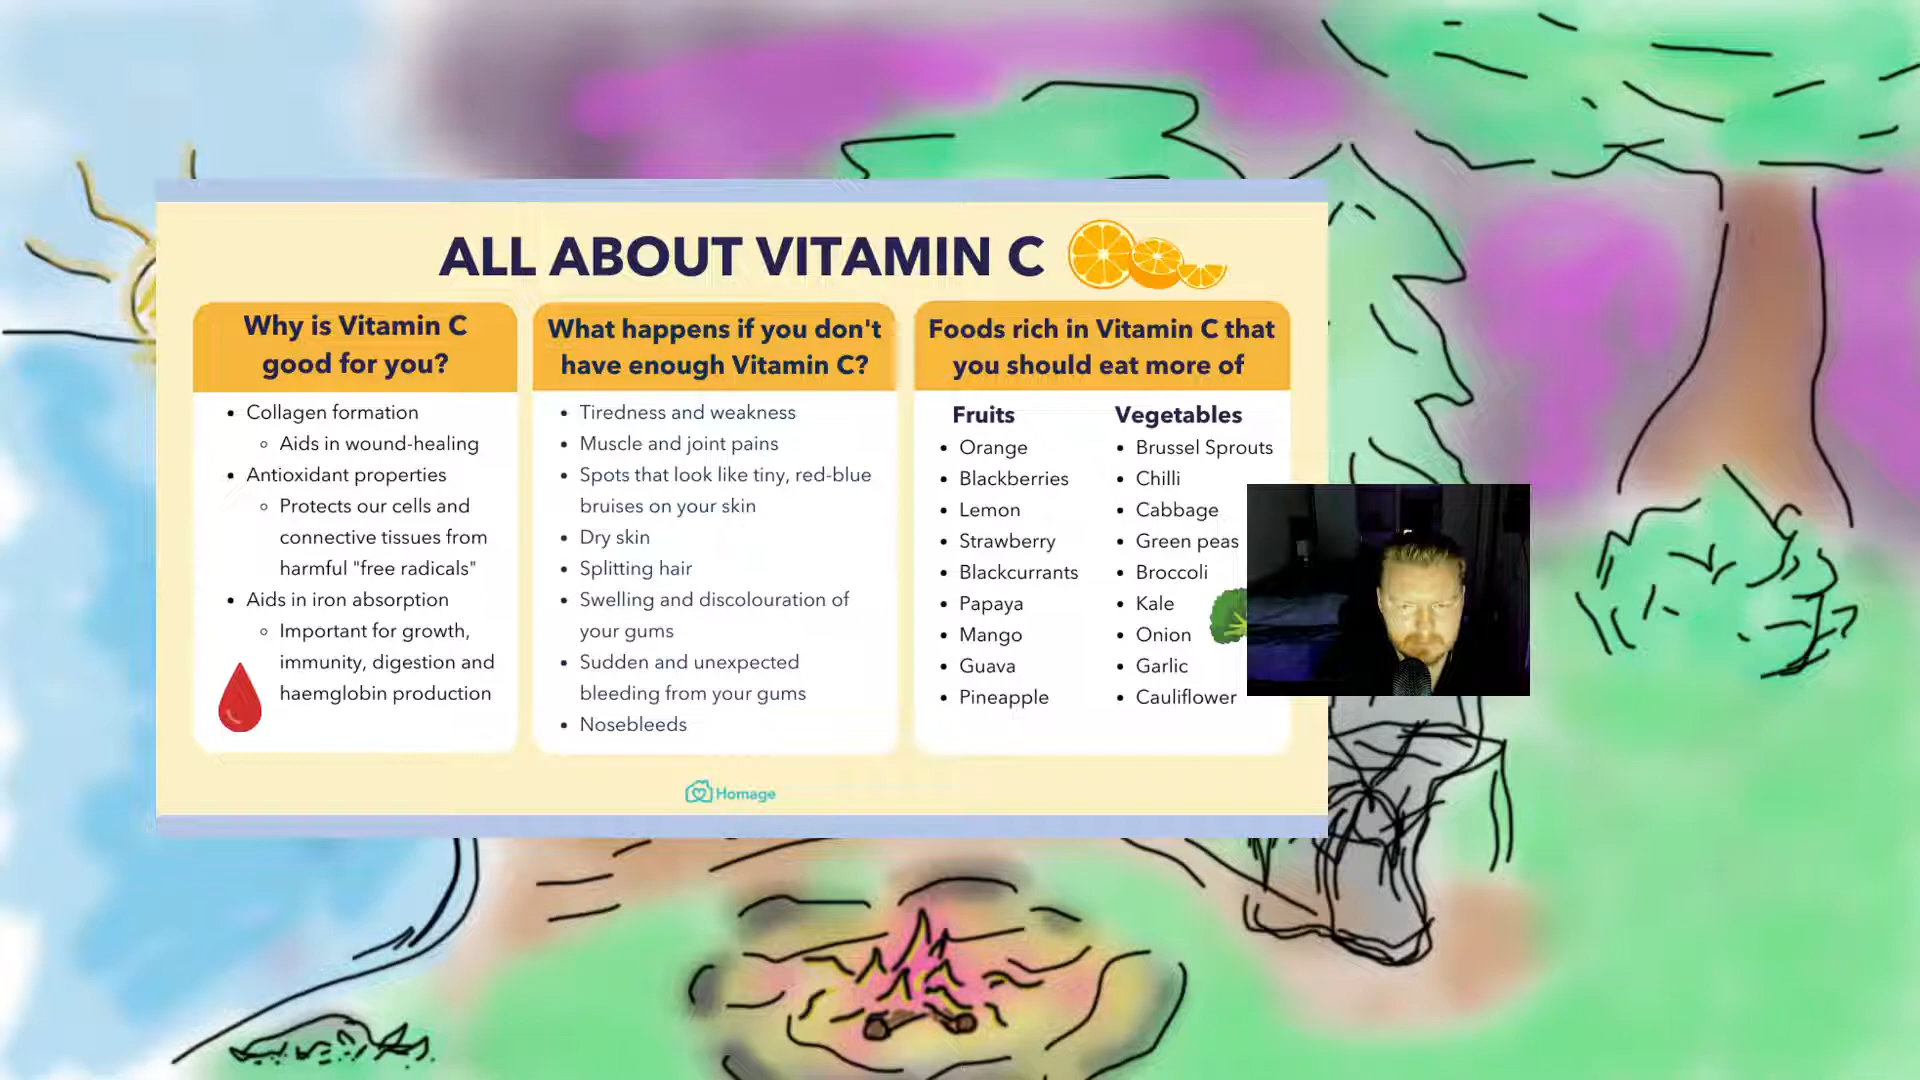 ALL ABOUT VITAMIN C
Why is Vitamin C
good for you?
• Collagen formation
◦ Aids in wound-healing
• Antioxidant properties
◦ Protects our cells and
connective tissues from
harmful "free radicals"
• Aids in iron absorption
◦ Important for growth,
immunity, digestion and
haemglobin production
What happens if you don't
have enough Vitamin C?
• Tiredness and weakness
• Muscle and joint pains
• Spots that look like tiny, red-blue
bruises on your skin
• Dry skin
• Splitting hair
• Swelling and discolouration of
your gums
• Sudden and unexpected
bleeding from your gums
• Nosebleeds
Foods rich in Vitamin C that
you should eat more of
Fruits
• Orange
• Blackberries
• Lemon
• Strawberry
• Blackcurrants
• Papaya
• Mango
• Guava
• Pineapple
Vegetables
• Brussel Sprouts
• Chilli
• Cabbage
• Green peas
• Broccoli
• Kale
• Onion
• Garlic
• Cauliflower
Homage